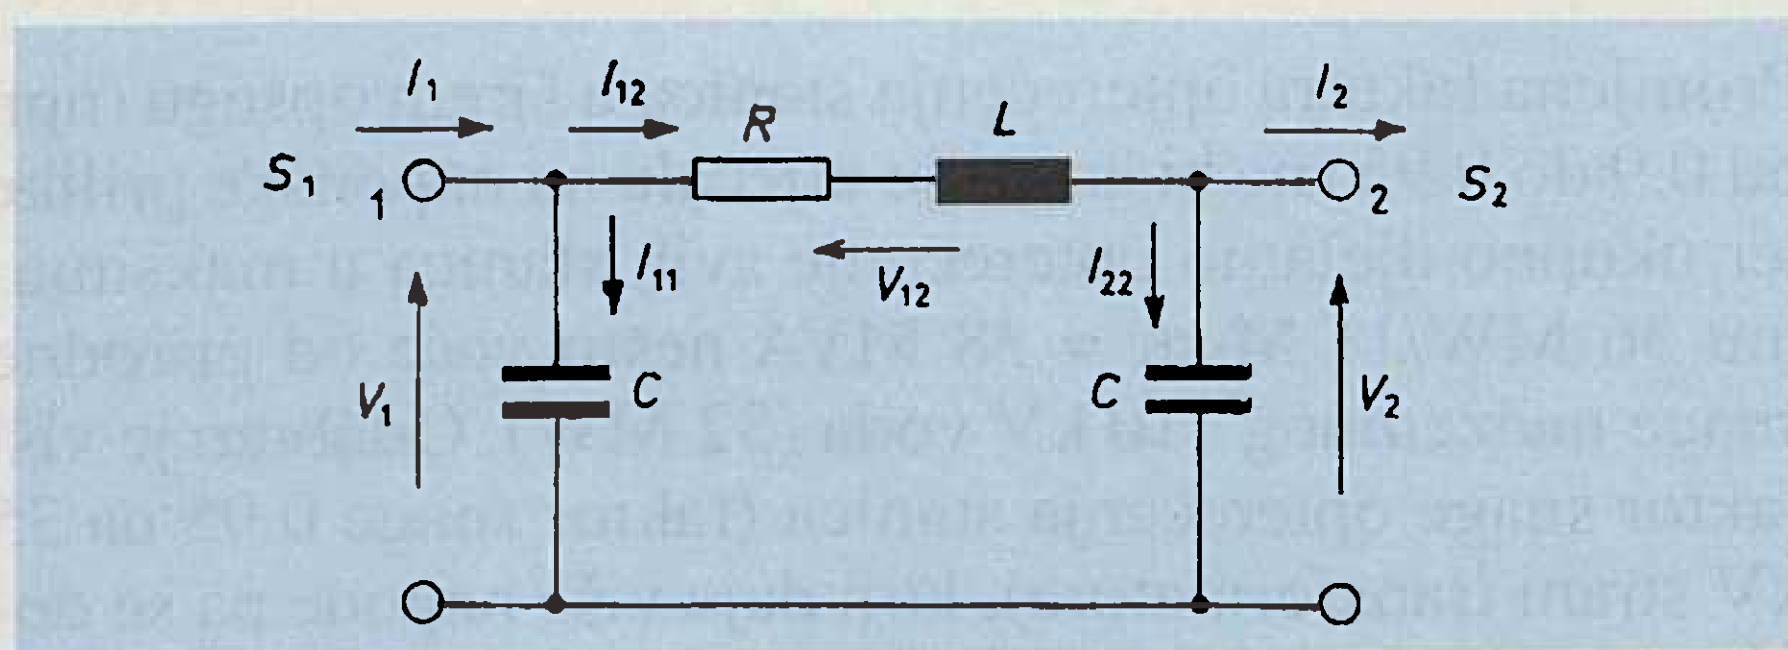 I₁ I₁₂ R L I₂
S₁ 1 2 S₂
I₁₁ V₁₂ I₂₂
V₁ C C V₂